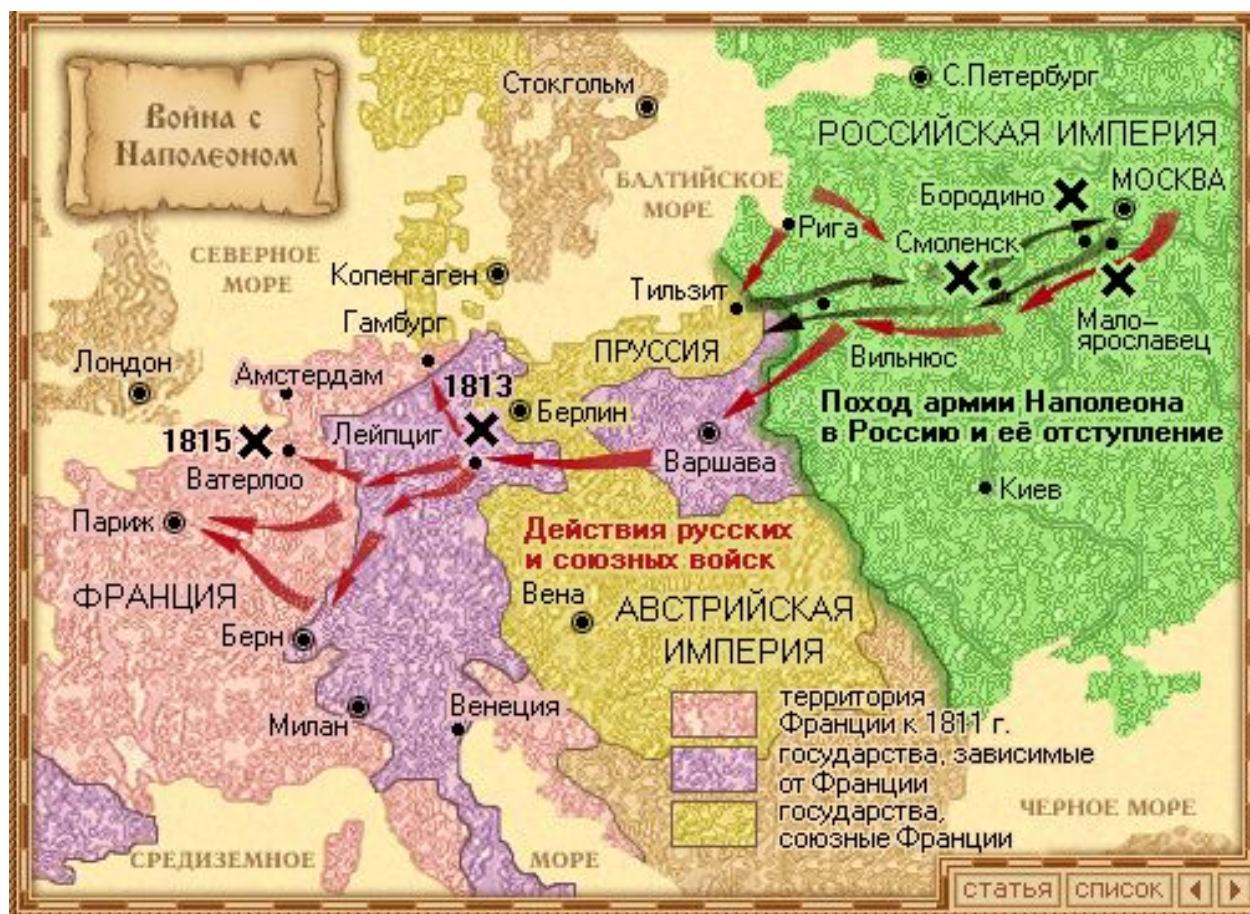 Война с
Наполеоном
Стокгольм
С.Петербург
РОССИЙСКАЯ ИМПЕРИЯ
БАЛТИЙСКОЕ
МОРЕ
Бородино
МОСКВА
СЕВЕРНОЕ
МОРЕ
Рига
Смоленск
Копенгаген
Тильзит
Гамбург
Мало–
ярославец
ПРУССИЯ
Вильнюс
Лондон
Амстердам
1813
Берлин
Поход армии Наполеона
в Россию и её отступление
1815
Лейпциг
Ватерлоо
Варшава
Киев
Париж
Действия русских
и союзных войск
ФРАНЦИЯ
Вена
АВСТРИЙСКАЯ
ИМПЕРИЯ
Берн
Милан
Венеция
территория
Франции к 1811 г.
государства, зависимые
от Франции
государства,
союзные Франции
ЧЕРНОЕ МОРЕ
СРЕДИЗЕМНОЕ
МОРЕ
статья
список